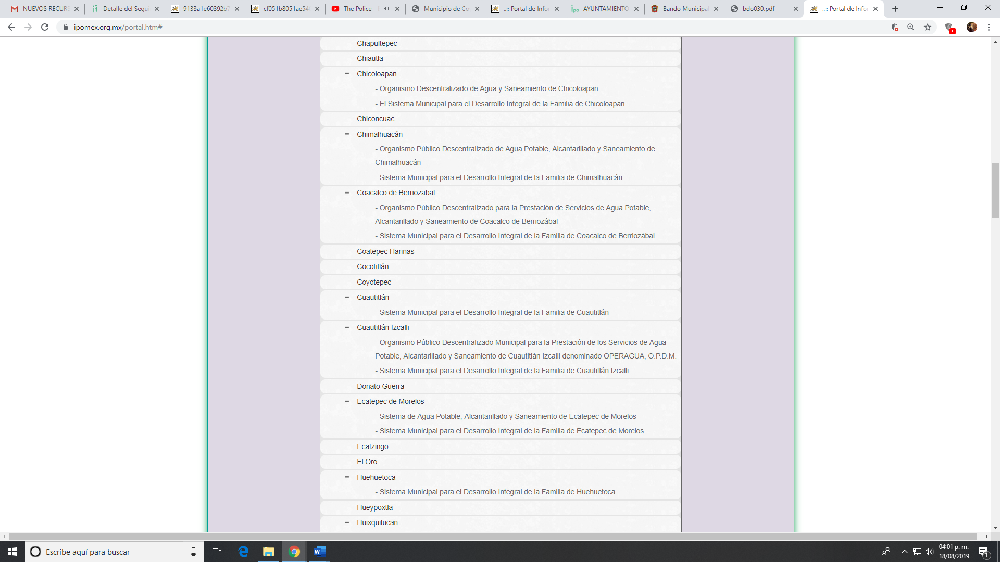 NUEVOS RECURS
Detalle del Segui
9133a1e60392b7
cf051b8051ae540
The Police -
Municipio de Co
..:: Portal de Infor
AYUNTAMIENTO
Bando Municipal
bdo030.pdf
..:: Portal de Infor
ipomex.org.mx/portal.htm#
Chapultepec
Chiautla
Chicoloapan
- Organismo Descentralizado de Agua y Saneamiento de Chicoloapan
- El Sistema Municipal para el Desarrollo Integral de la Familia de Chicoloapan
Chiconcuac
Chimalhuacán
- Organismo Público Descentralizado de Agua Potable, Alcantarillado y Saneamiento de
Chimalhuacán
- Sistema Municipal para el Desarrollo Integral de la Familia de Chimalhuacán
Coacalco de Berriozabal
- Organismo Público Descentralizado para la Prestación de Servicios de Agua Potable,
Alcantarillado y Saneamiento de Coacalco de Berriozábal
- Sistema Municipal para el Desarrollo Integral de la Familia de Coacalco de Berriozábal
Coatepec Harinas
Cocotitlán
Coyotepec
Cuautitlán
- Sistema Municipal para el Desarrollo Integral de la Familia de Cuautitlán
Cuautitlán Izcalli
- Organismo Público Descentralizado Municipal para la Prestación de los Servicios de Agua
Potable, Alcantarillado y Saneamiento de Cuautitlán Izcalli denominado OPERAGUA, O.P.D.M.
- Sistema Municipal para el Desarrollo Integral de la Familia de Cuautitlán Izcalli
Donato Guerra
Ecatepec de Morelos
- Sistema de Agua Potable, Alcantarillado y Saneamiento de Ecatepec de Morelos
- Sistema Municipal para el Desarrollo Integral de la Familia de Ecatepec de Morelos
Ecatzingo
El Oro
Huehuetoca
- Sistema Municipal para el Desarrollo Integral de la Familia de Huehuetoca
Hueypoxtla
Huixquilucan
Escribe aquí para buscar
04:01 p. m.
18/08/2019
1